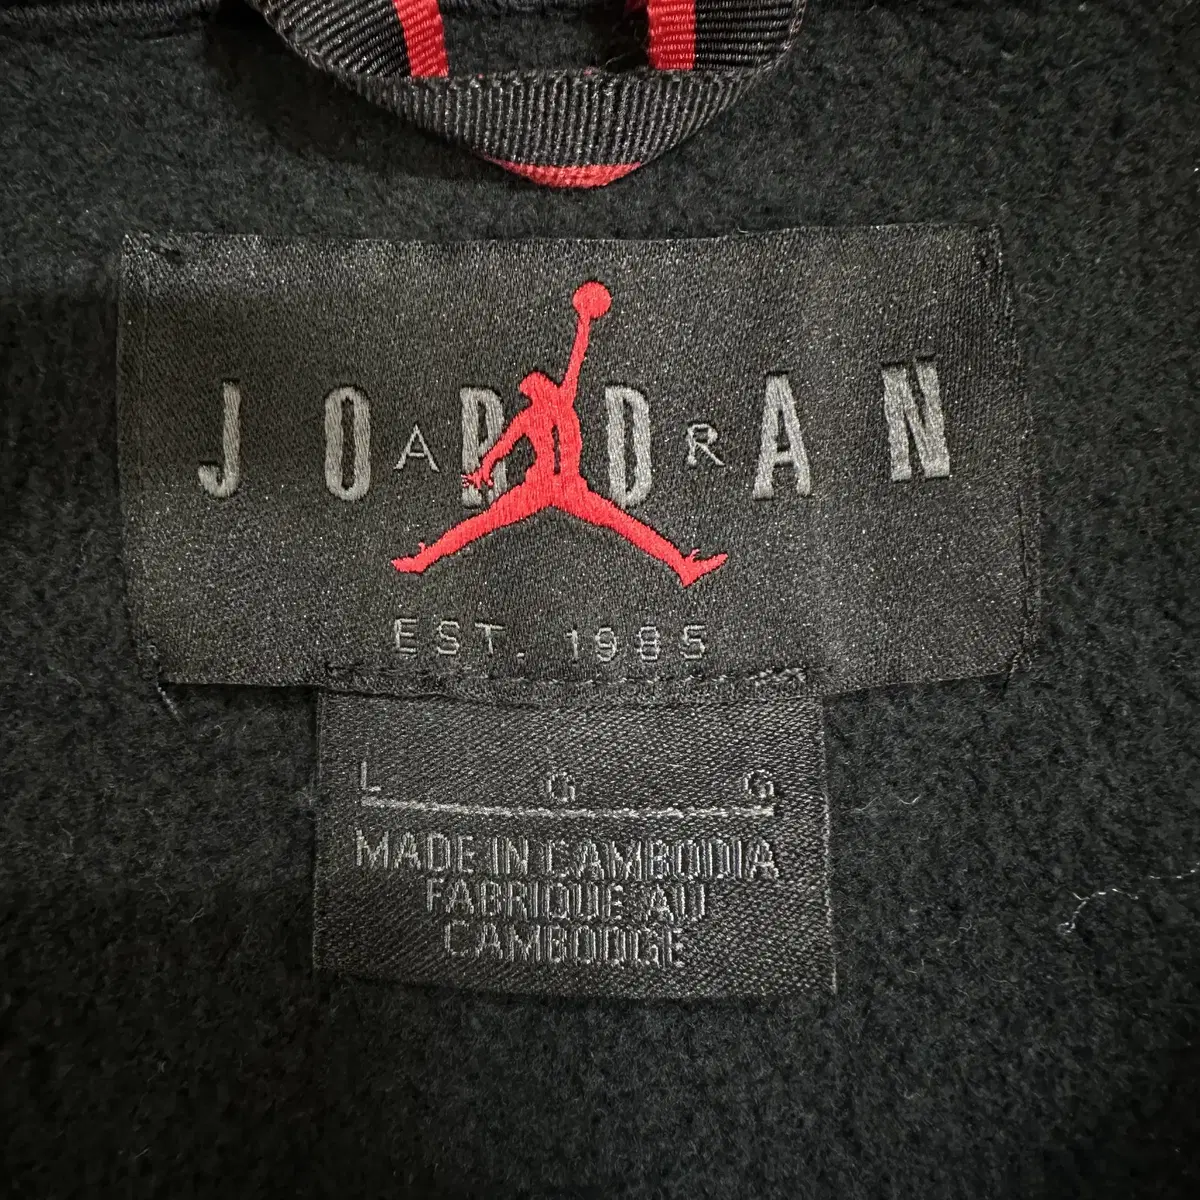 JORDAN
AIR
EST. 1985
L G G
MADE IN CAMBODIA
FABRIQUE AU
CAMBODGE